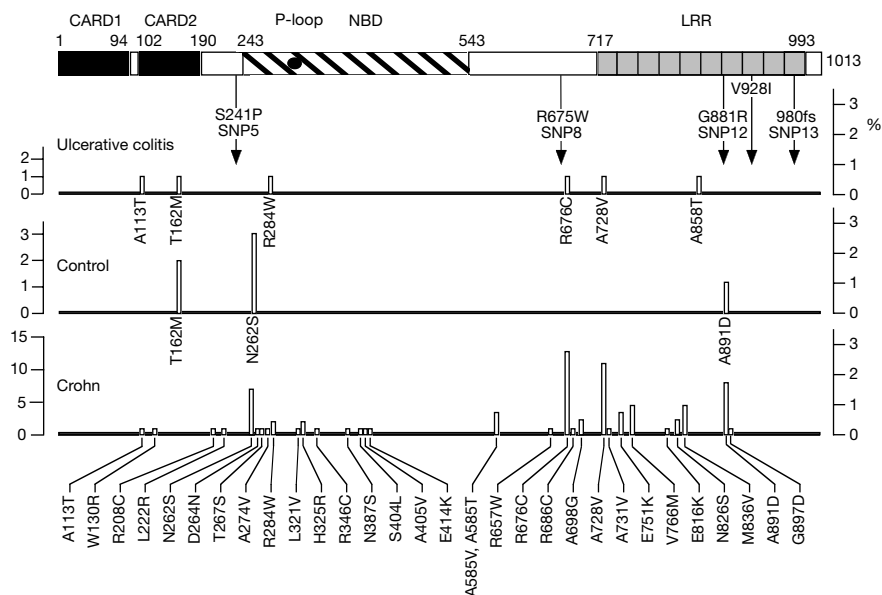 CARD1 CARD2 P-loop NBD LRR
1 94 102 190 243 543 717 993
1013
V928I
S241P R675W G881R 980fs
SNP5 SNP8 SNP12 SNP13
3
2
1
0
%
Ulcerative colitis
2
1
0
A113T T162M R284W R676C A728V A858T
3
2
1
0
Control
3
2
1
0
T162M N262S A891D
15
10
5
0
Crohn
3
2
1
0
A113T W130R R208C L222R N262S D264N T267S A274V R284W L321V H325R R346C N387S S404L A405V E414K A585V, A585T R657W R676C R686C A698G A728V A731V E751K V766M E816K N826S M836V A891D G897D